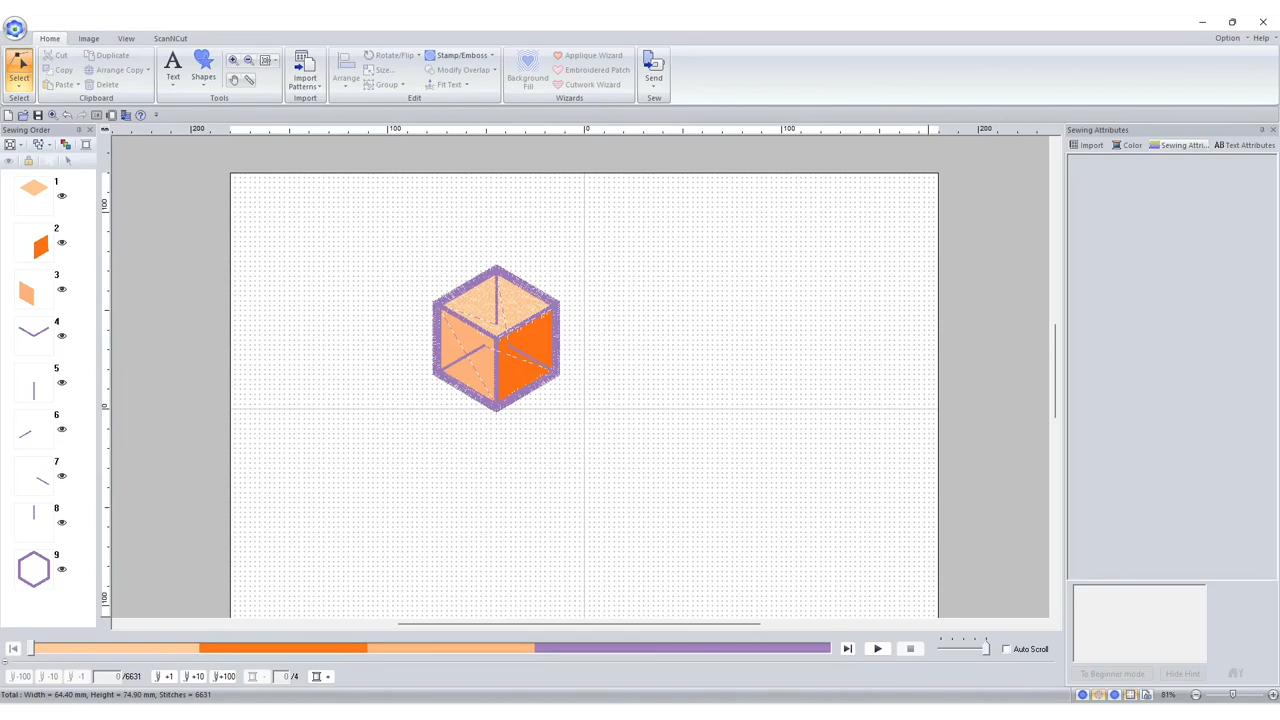 Home Image View ScanNCut
Option Help
Select
Select
Cut
Copy
Paste
Duplicate
Arrange Copy
Delete
Clipboard
Text
Shapes
Tools
Import
Patterns
Import
Arrange
Rotate/Flip
Size...
Group
Stamp/Emboss
Modify Overlap
Fit Text
Edit
Background
Fill
Applique Wizard
Embroidered Patch
Cutwork Wizard
Wizards
Send
Sew
Sewing Order
mm
200 100 0 100 200
100
0
100
1
2
3
4
5
6
7
8
9
Sewing Attributes
Import Color Sewing Attri... AB Text Attributes
Auto Scroll
-100 -10 -1 0 /6631 +1 +10 +100 - 0 /4 +
To Beginner mode Hide Hint
Total : Width = 64.40 mm, Height = 74.90 mm, Stitches = 6631
81%